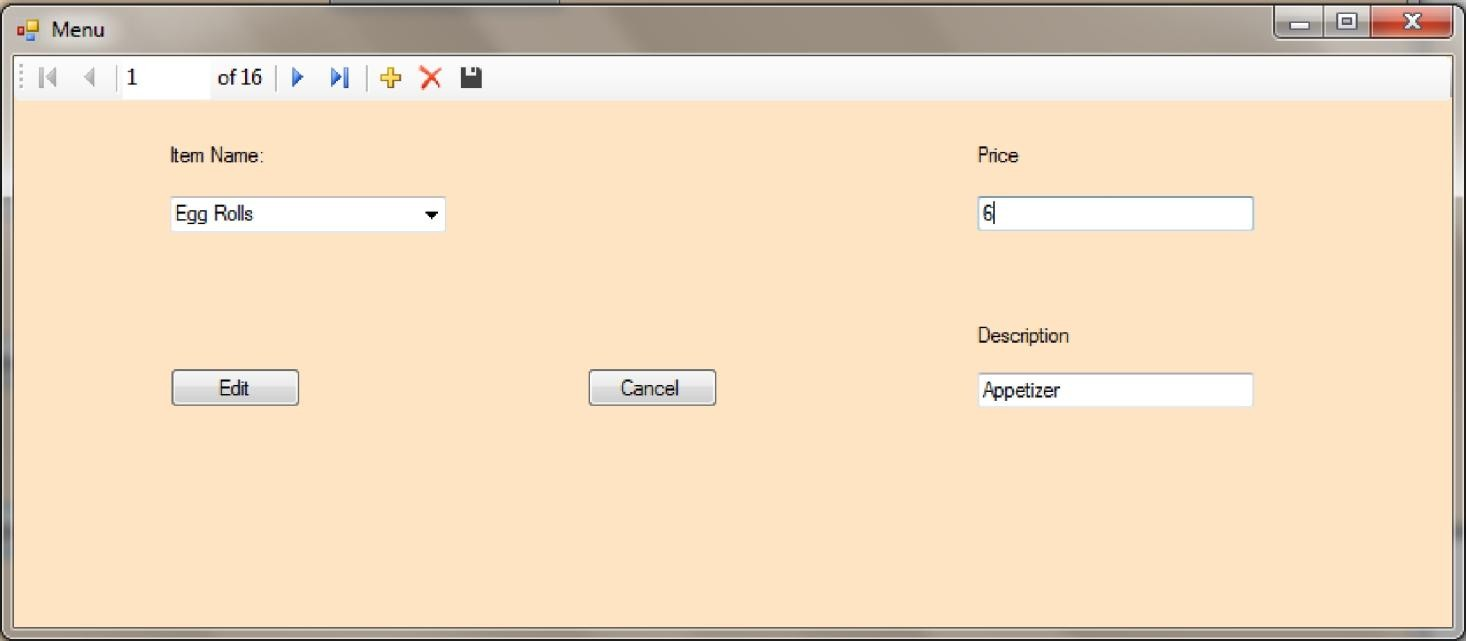 Menu
1 of 16
Item Name:
Price
Egg Rolls
6
Description
Edit
Cancel
Appetizer